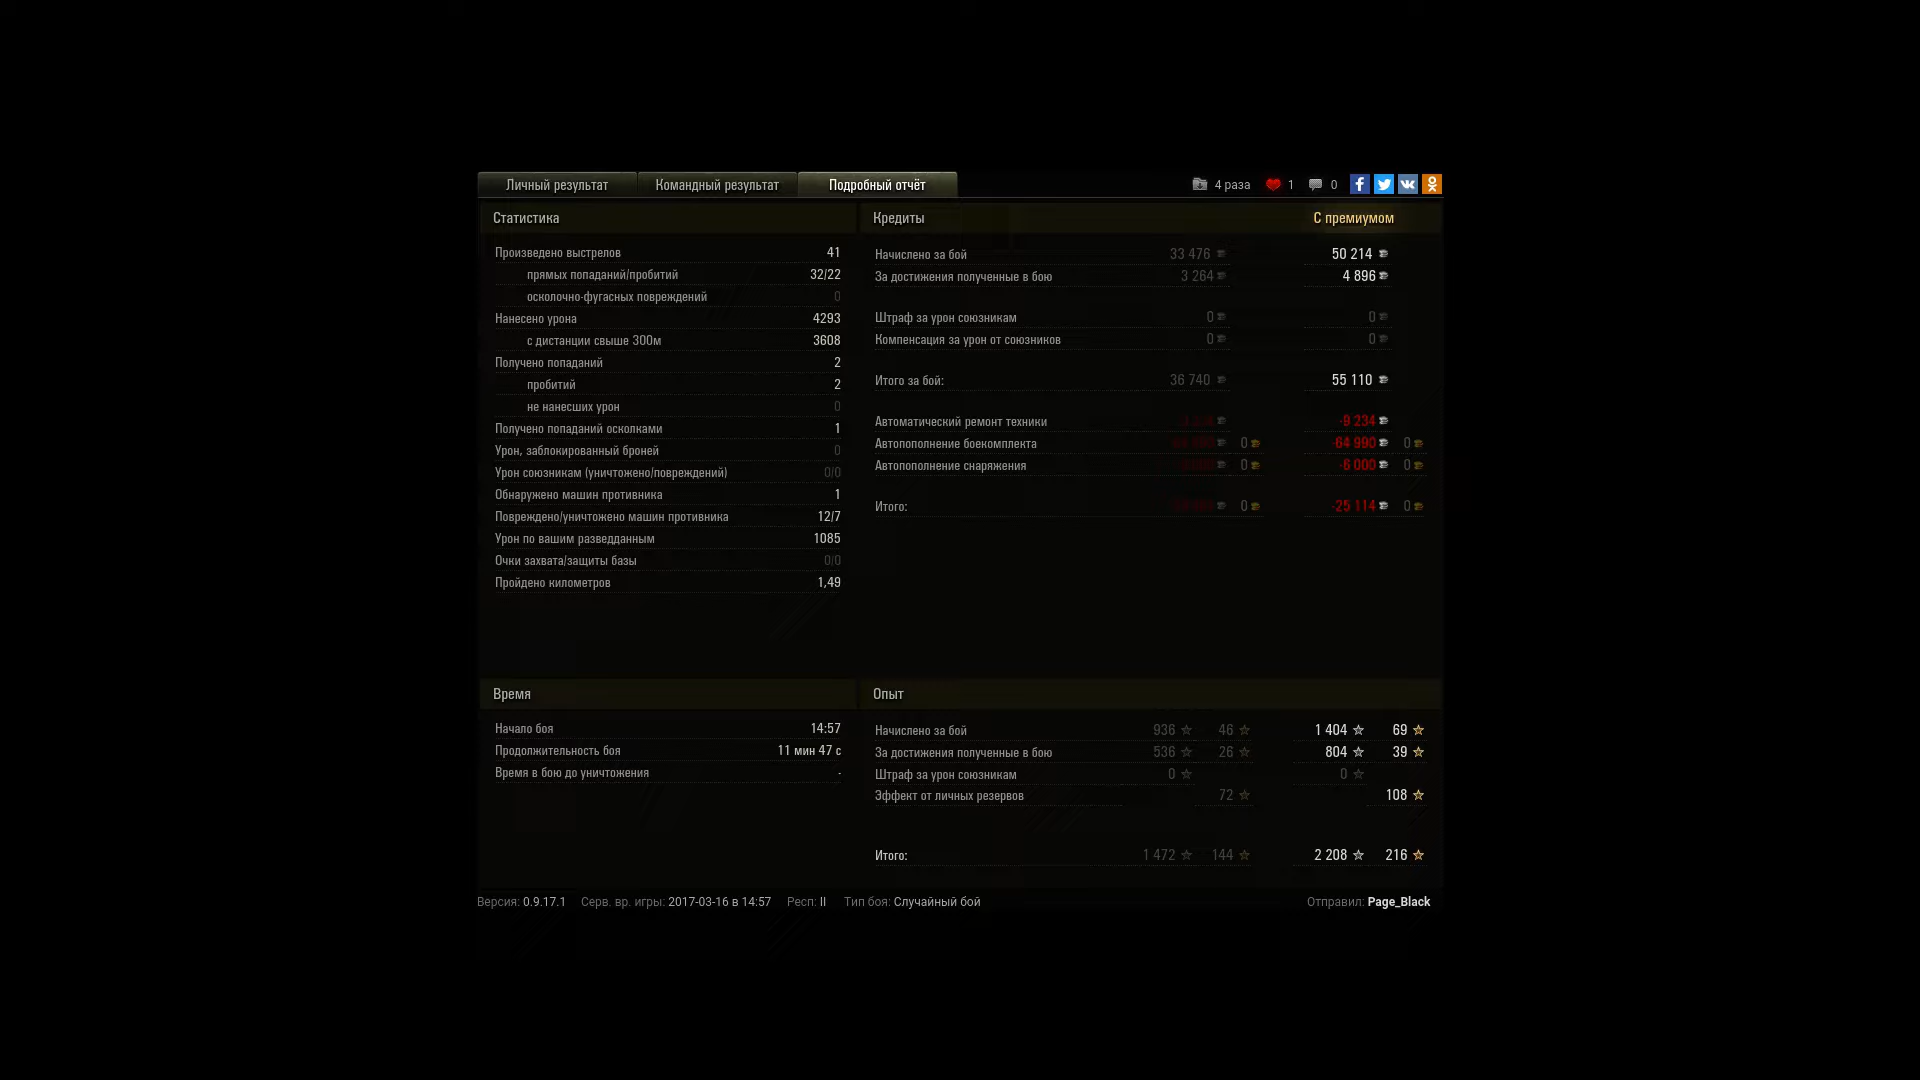 Личный результат Командный результат Подробный отчёт 4 раза 1 0
Статистика
Произведено выстрелов 41
прямых попаданий/пробитий 32/22
осколочно-фугасных повреждений 0
Нанесено урона 4293
с дистанции свыше 300м 3608
Получено попаданий 2
пробитий 2
не нанесших урон 0
Получено попаданий осколками 1
Урон, заблокированный броней 0
Урон союзникам (уничтожено/повреждений) 0/0
Обнаружено машин противника 1
Повреждено/уничтожено машин противника 12/7
Урон по вашим разведданным 1085
Очки захвата/защиты базы 0/0
Пройдено километров 1,49
Кредиты С премиумом
Начислено за бой 33 476 50 214
За достижения полученные в бою 3 264 4 896
Штраф за урон союзникам 0 0
Компенсация за урон от союзников 0 0
Итого за бой: 36 740 55 110
Автоматический ремонт техники -9 234
Автопополнение боекомплекта 0 -64 990 0
Автопополнение снаряжения 0 -6 000 0
Итого: 0 -25 114 0
Время
Начало боя 14:57
Продолжительность боя 11 мин 47 с
Время в бою до уничтожения -
Опыт
Начислено за бой 936 46 1 404 69
За достижения полученные в бою 536 26 804 39
Штраф за урон союзникам 0 0
Эффект от личных резервов 72 108
Итого: 1 472 144 2 208 216
Версия: 0.9.17.1 Серв. вр. игры: 2017-03-16 в 14:57 Респ: II Тип боя: Случайный бой Отправил: Page_Black